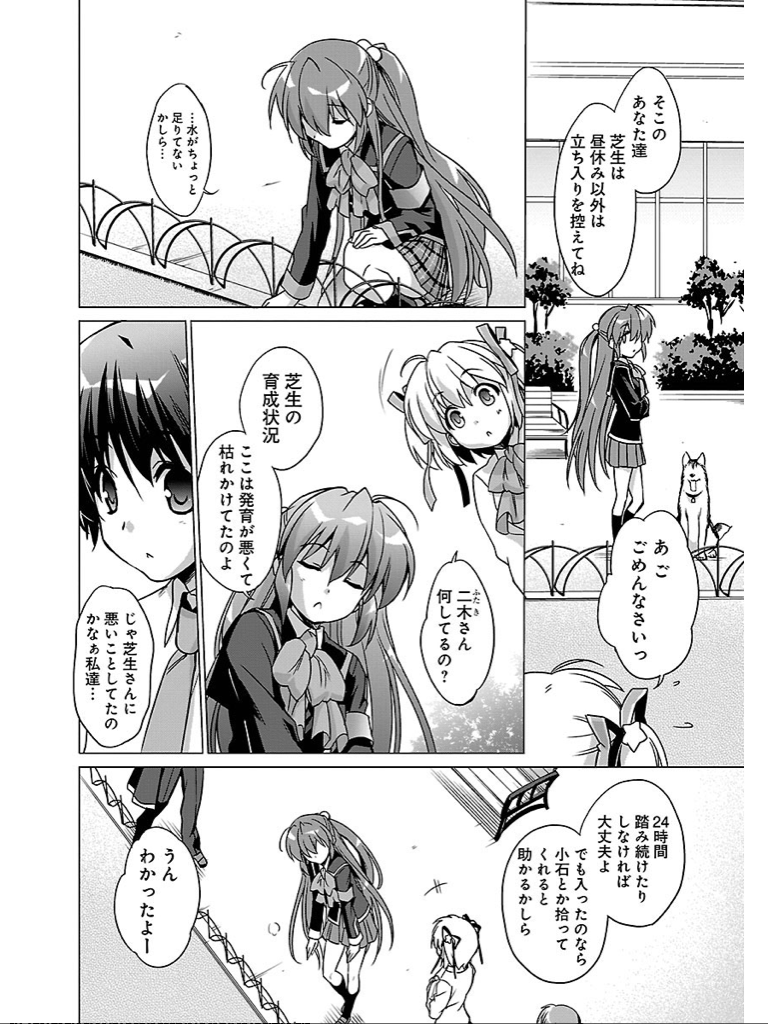 そこの
あなた達
芝生は
昼休み以外は
立ち入りを控えてね
あ ご
ごめんなさいっ
…水がちょっと
足りてない
かしら…
二木さん
ふたき
何してるの？
芝生の
育成状況
ここは発育が悪くて
枯れかけてたのよ
じゃ芝生さんに
悪いことしてたの
かなぁ私達…
24時間
踏み続けたり
しなければ
大丈夫よ
でも入ったのなら
小石とか拾って
くれると
助かるかしら
うん
わかったよー